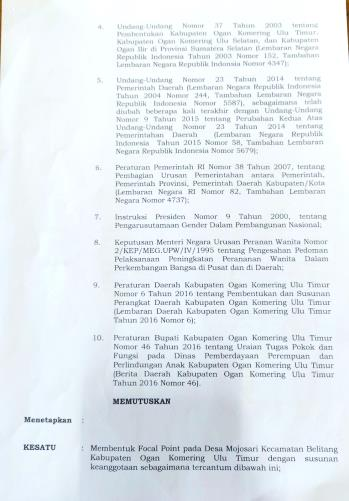 4. Undang-Undang Nomor 37 Tahun 2003 tentang
Pembentukan Kabupaten Ogan Komering Ulu Timur,
Kabupaten Ogan Komering Ulu Selatan, dan Kabupaten
Ogan Ilir di Provinsi Sumatera Selatan (Lembaran Negara
Republik Indonesia Tahun 2003 Nomor 152, Tambahan
Lembaran Negara Republik Indonesia Nomor 4347);
5. Undang-Undang Nomor 23 Tahun 2014 tentang
Pemerintah Daerah (Lembaran Negara Republik Indonesia
Tahun 2004 Nomor 244, Tambahan Lembaran Negara
Republik Indonesia Nomor 5587), sebagaimana telah
diubah beberapa kali terakhir dengan Undang-Undang
Nomor 9 Tahun 2015 tentang Perubahan Kedua Atas
Undang-Undang Nomor 23 Tahun 2014 tentang
Pemerintahan Daerah (Lembaran Negara Republik
Indonesia Tahun 2015 Nomor 58, Tambahan Lembaran
Negara Republik Indonesia Nomor 5679);
6. Peraturan Pemerintah RI Nomor 38 Tahun 2007, tentang
Pembagian Urusan Pemerintahan antara Pemerintah,
Pemerintah Provinsi, Pemerintah Daerah Kabupaten/Kota
(Lembaran Negara RI Nomor 82, Tambahan Lembaran
Negara Nomor 4737);
7. Instruksi Presiden Nomor 9 Tahun 2000, tentang
Pengarusutamaan Gender Dalam Pembangunan Nasional;
8. Keputusan Menteri Negara Urusan Peranan Wanita Nomor
2/KEP/MEG.UPW/IV/1995 tentang Pengesahan Pedoman
Pelaksanaan Peningkatan Perananan Wanita Dalam
Perkembangan Bangsa di Pusat dan di Daerah;
9. Peraturan Daerah Kabupaten Ogan Komering Ulu Timur
Nomor 6 Tahun 2016 tentang Pembentukan dan Susunan
Perangkat Daerah Kabupaten Ogan Komering Ulu Timur
(Lembaran Daerah Kabupaten Ogan Komering Ulu Timur
Tahun 2016 Nomor 6);
10. Peraturan Bupati Kabupaten Ogan Komering Ulu Timur
Nomor 46 Tahun 2016 tentang Uraian Tugas Pokok dan
Fungsi pada Dinas Pemberdayaan Perempuan dan
Perlindungan Anak Kabupaten Ogan Komering Ulu Timur
(Berita Daerah Kabupaten Ogan Komering Ulu Timur
Tahun 2016 Nomor 46).
MEMUTUSKAN
Menetapkan :
KESATU : Membentuk Focal Point pada Desa Mojosari Kecamatan Belitang
Kabupaten Ogan Komering Ulu Timur dengan susunan
keanggotaan sebagaimana tercantum dibawah ini;